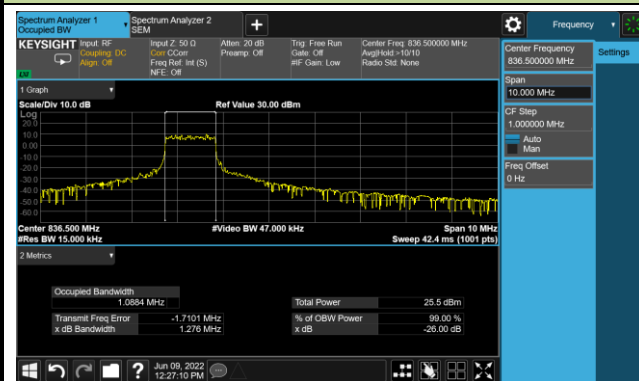 Spectrum Analyzer 1
Occupied BW
Spectrum Analyzer 2
SEM
+
Frequency
KEYSIGHT
Input: RF
Coupling: DC
Align: Off
Input Z: 50 Ω
Corr CCorr
Freq Ref: Int (S)
NFE: Off
Atten: 20 dB
Preamp: Off
Trig: Free Run
Gate: Off
#IF Gain: Low
Center Freq: 836.500000 MHz
Avg|Hold:>10/10
Radio Std: None
Center Frequency
836.500000 MHz
Settings
Span
10.000 MHz
CF Step
1.000000 MHz
Auto
Man
Freq Offset
0 Hz
1 Graph
Scale/Div 10.0 dB
Ref Value 30.00 dBm
Log
20.0
10.0
0.00
-10.0
-20.0
-30.0
-40.0
-50.0
-60.0
Center 836.500 MHz
#Video BW 47.000 kHz
Span 10 MHz
#Res BW 15.000 kHz
Sweep 42.4 ms (1001 pts)
2 Metrics
Occupied Bandwidth
1.0884 MHz
Total Power
25.5 dBm
Transmit Freq Error
-1.7101 MHz
% of OBW Power
99.00 %
x dB Bandwidth
1.276 MHz
x dB
-26.00 dB
?
Jun 09, 2022
12:27:10 PM